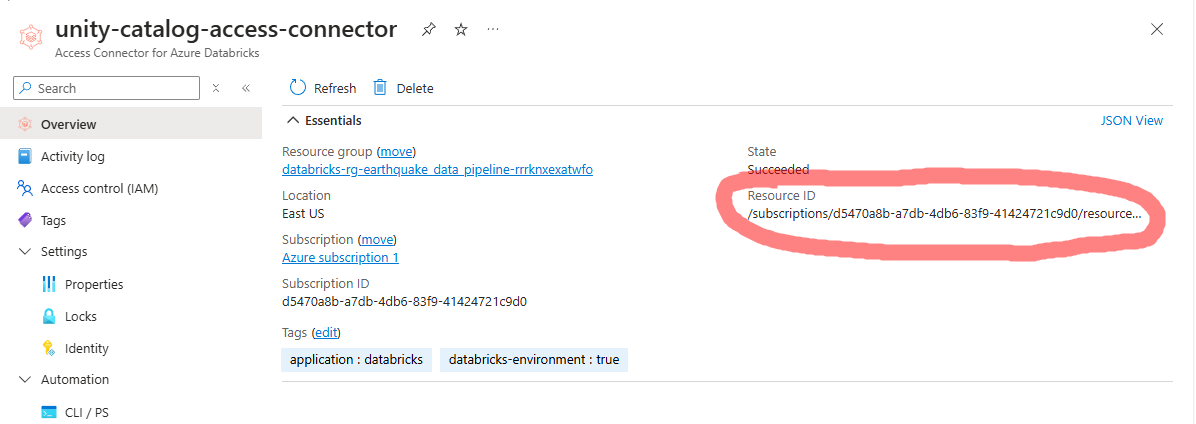 unity-catalog-access-connector
Access Connector for Azure Databricks
Search
Overview
Activity log
Access control (IAM)
Tags
Settings
Properties
Locks
Identity
Automation
CLI / PS
Refresh
Delete
Essentials
JSON View
Resource group (move)
databricks-rg-earthquake_data_pipeline-rrrknxexatwfo
Location
East US
Subscription (move)
Azure subscription 1
Subscription ID
d5470a8b-a7db-4db6-83f9-41424721c9d0
State
Succeeded
Resource ID
/subscriptions/d5470a8b-a7db-4db6-83f9-41424721c9d0/resource...
Tags (edit)
application : databricks
databricks-environment : true